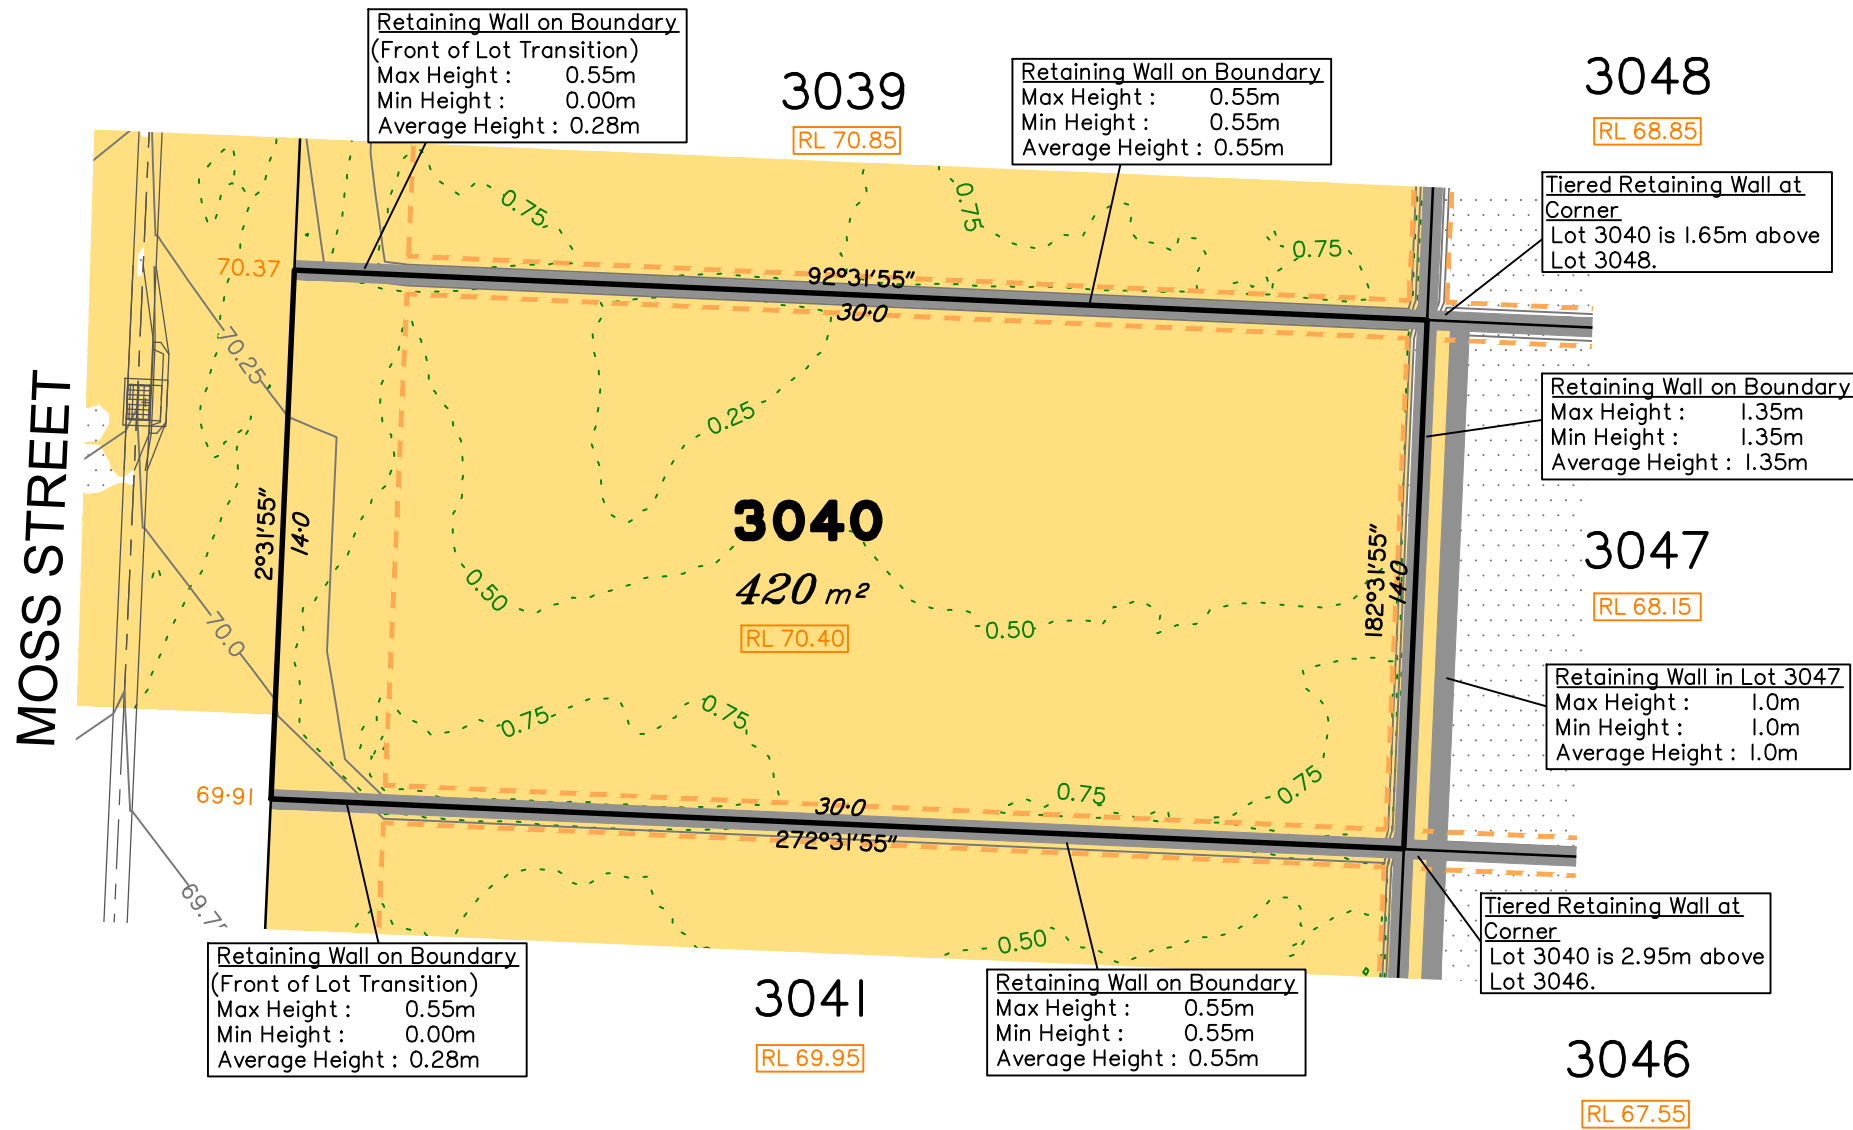 Retaining Wall on Boundary
(Front of Lot Transition)
Max Height : 0.55m
Min Height : 0.00m
Average Height : 0.28m
3039
RL 70.85
Retaining Wall on Boundary
Max Height : 0.55m
Min Height : 0.55m
Average Height : 0.55m
3048
RL 68.85
Tiered Retaining Wall at
Corner
Lot 3040 is 1.65m above
Lot 3048.
0.75
0.75
0.75
70.37
92°31'55"
30·0
70.25
0.25
Retaining Wall on Boundary
Max Height : 1.35m
Min Height : 1.35m
Average Height : 1.35m
MOSS STREET
2°31'55"
14·0
3040
420 m²
RL 70.40
0.50
0.50
182°31'55"
14·0
3047
RL 68.15
70.0
Retaining Wall in Lot 3047
Max Height : 1.0m
Min Height : 1.0m
Average Height : 1.0m
0.75
0.75
0.75
0.75
69·91
30·0
272°31'55"
69.7
0.50
Tiered Retaining Wall at
Corner
Lot 3040 is 2.95m above
Lot 3046.
Retaining Wall on Boundary
(Front of Lot Transition)
Max Height : 0.55m
Min Height : 0.00m
Average Height : 0.28m
3041
RL 69.95
Retaining Wall on Boundary
Max Height : 0.55m
Min Height : 0.55m
Average Height : 0.55m
3046
RL 67.55